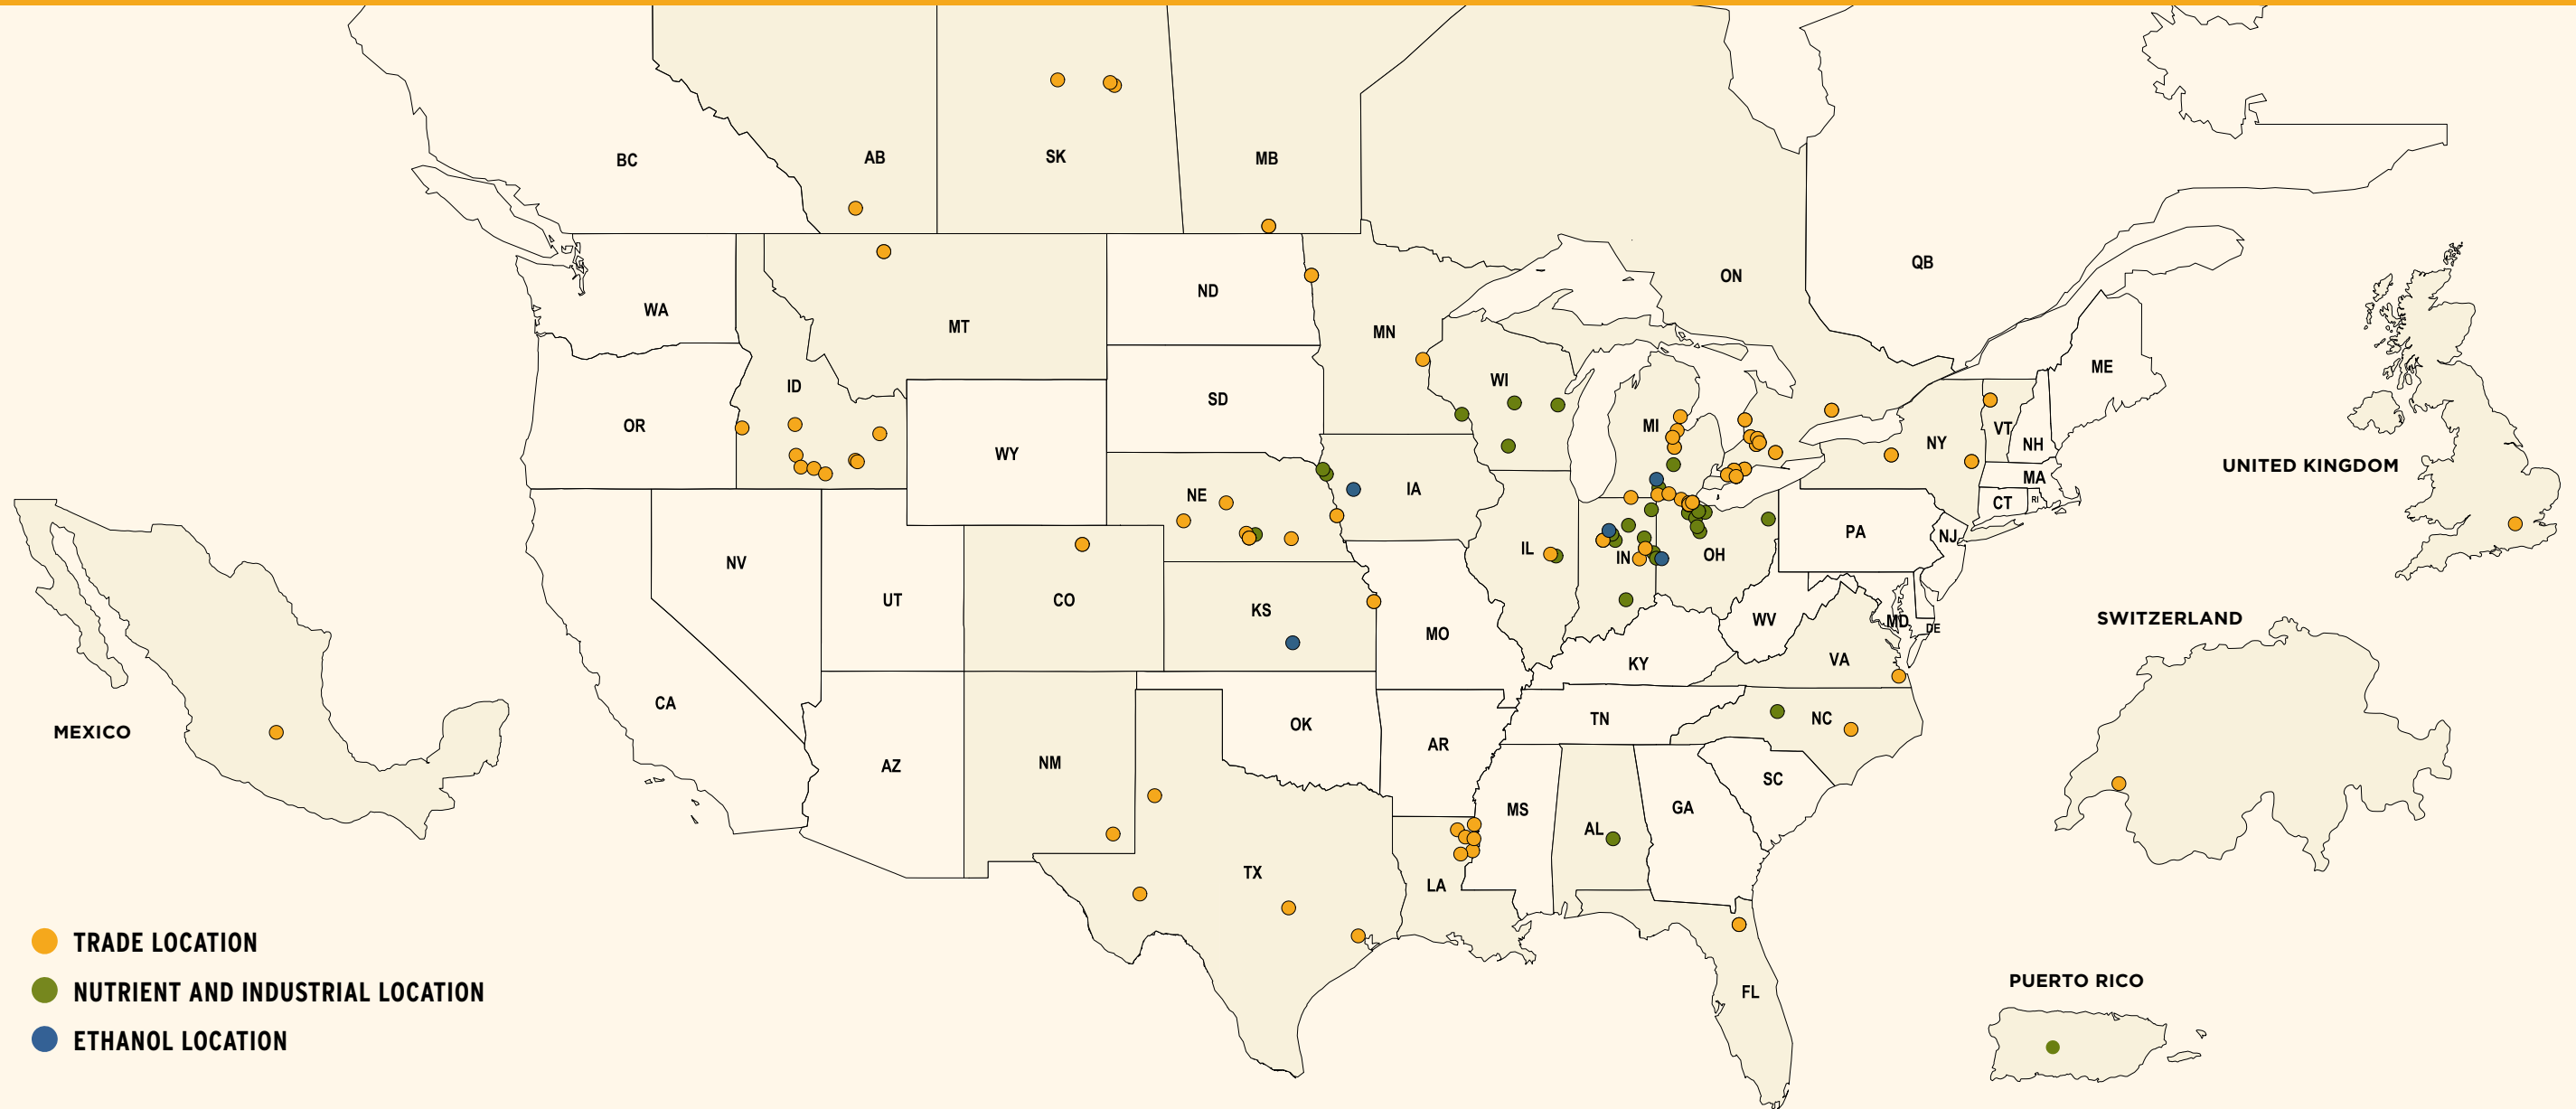 BC
AB
SK
MB
ON
QB
WA
MT
ND
MN
ME
ID
WI
OR
SD
MI
NY
VT
NH
WY
UNITED KINGDOM
MA
NE
IA
CT
RI
NV
IL
IN
OH
PA
NJ
UT
CO
KS
MO
WV
MD
DE
SWITZERLAND
KY
VA
CA
MEXICO
OK
TN
NC
AZ
NM
AR
SC
MS
GA
AL
TX
LA
TRADE LOCATION
NUTRIENT AND INDUSTRIAL LOCATION
ETHANOL LOCATION
FL
PUERTO RICO